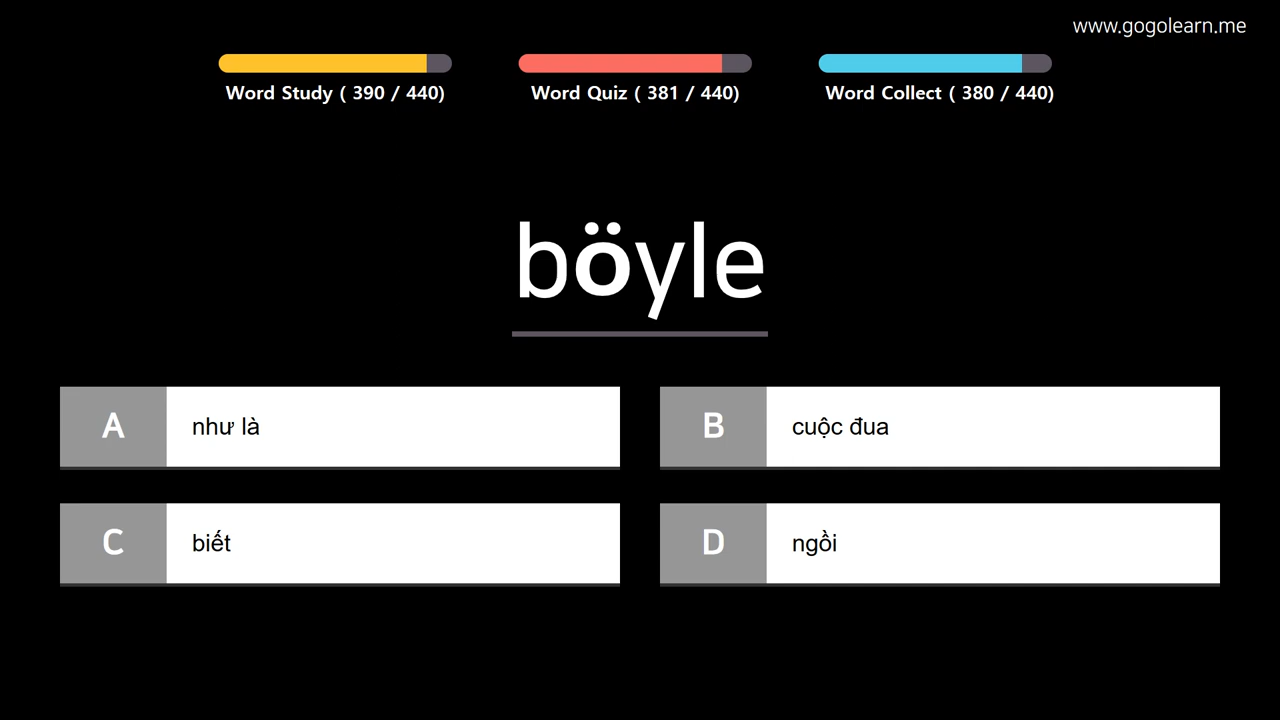 www.gogolearn.me
Word Study ( 390 / 440)
Word Quiz ( 381 / 440)
Word Collect ( 380 / 440)
böyle
A như là
B cuộc đua
C biết
D ngồi